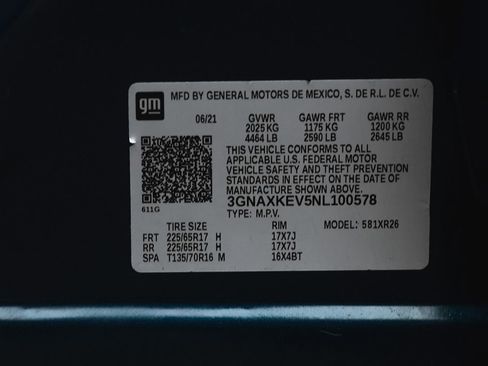 gm MFD BY GENERAL MOTORS DE MEXICO, S. DE R.L. DE C.V.
06/21 GVWR GAWR FRT GAWR RR
2025 KG 1175 KG 1200 KG
4464 LB 2590 LB 2645 LB
THIS VEHICLE CONFORMS TO ALL
APPLICABLE U.S. FEDERAL MOTOR
VEHICLE SAFETY AND THEFT PREVENTION
STANDARDS IN EFFECT ON THE DATE OF
MANUFACTURE SHOWN ABOVE.
3GNAXKEV5NL100578
611G
TYPE: M.P.V.
TIRE SIZE RIM MODEL: 581XR26
FRT 225/65R17 H 17X7J
RR 225/65R17 H 17X7J
SPA T135/70R16 M 16X4BT